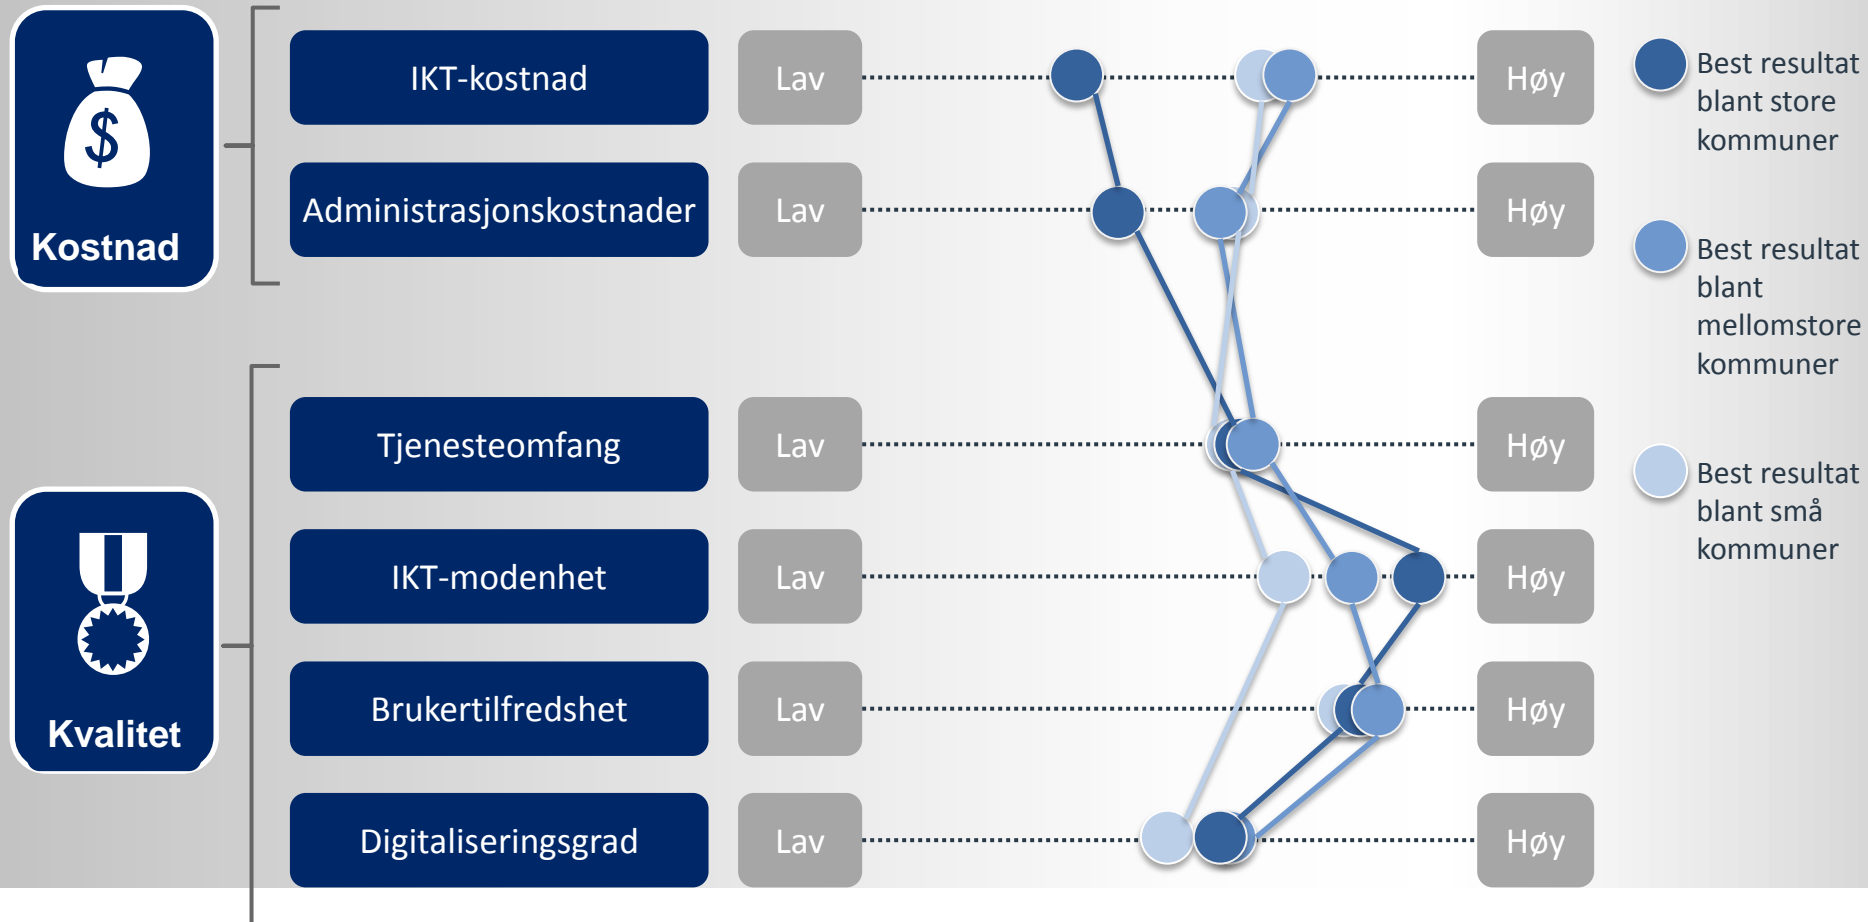 $
Kostnad
IKT-kostnad
Lav
Høy
Administrasjonskostnader
Lav
Høy
Kvalitet
Tjenesteomfang
Lav
Høy
IKT-modenhet
Lav
Høy
Brukertilfredshet
Lav
Høy
Digitaliseringsgrad
Lav
Høy
Best resultat
blant store
kommuner
Best resultat
blant
mellomstore
kommuner
Best resultat
blant små
kommuner